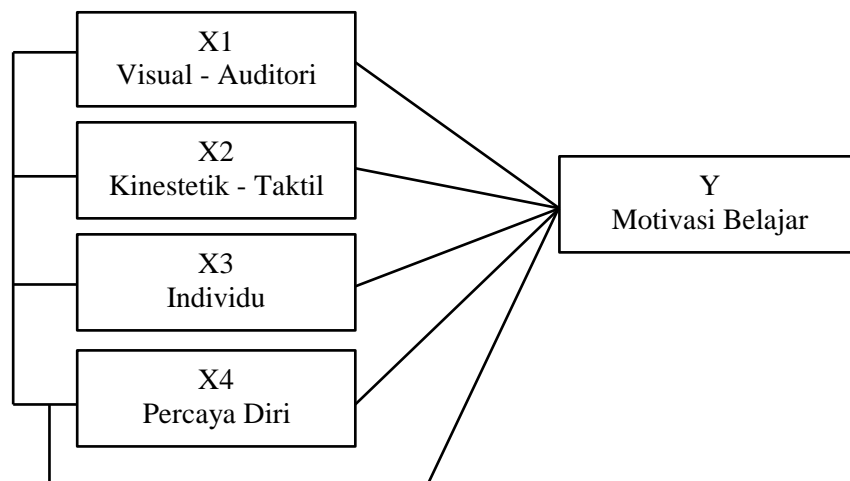 X1
Visual - Auditori
X2
Kinestetik - Taktil
X3
Individu
X4
Percaya Diri
Y
Motivasi Belajar